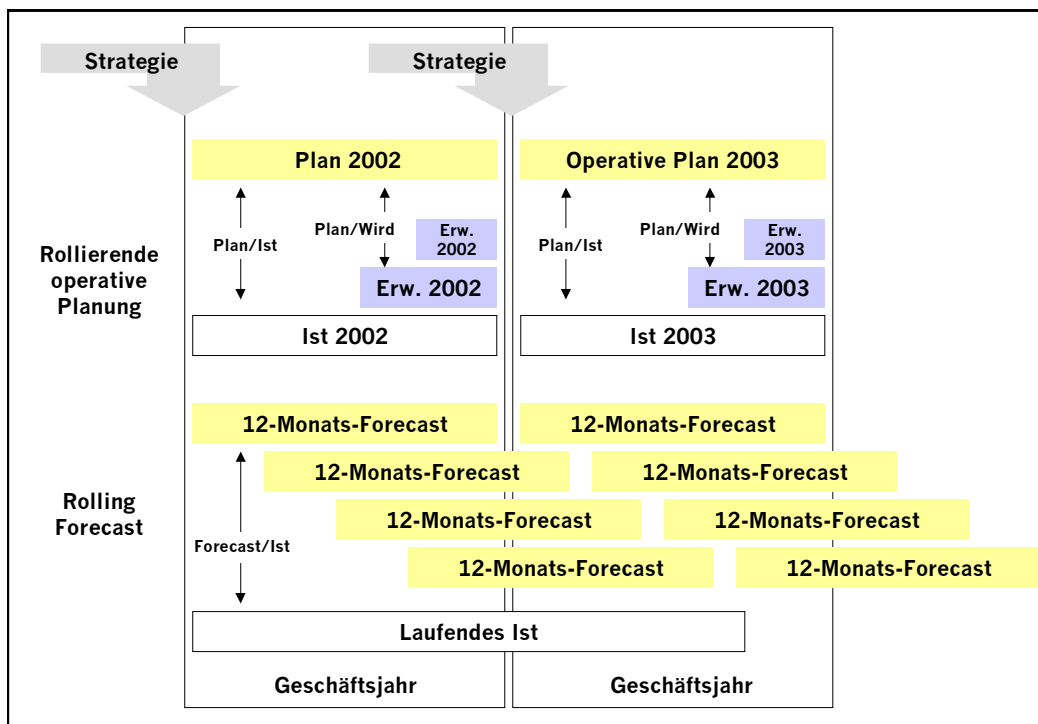 Strategie
Strategie
Plan 2002
Operative Plan 2003
Rollierende
operative
Planung
Plan/Ist
Plan/Wird
Erw.
2002
Erw. 2002
Plan/Ist
Plan/Wird
Erw.
2003
Erw. 2003
Ist 2002
Ist 2003
12-Monats-Forecast
12-Monats-Forecast
12-Monats-Forecast
12-Monats-Forecast
Rolling
Forecast
12-Monats-Forecast
12-Monats-Forecast
Forecast/Ist
12-Monats-Forecast
12-Monats-Forecast
Laufendes Ist
Geschäftsjahr
Geschäftsjahr